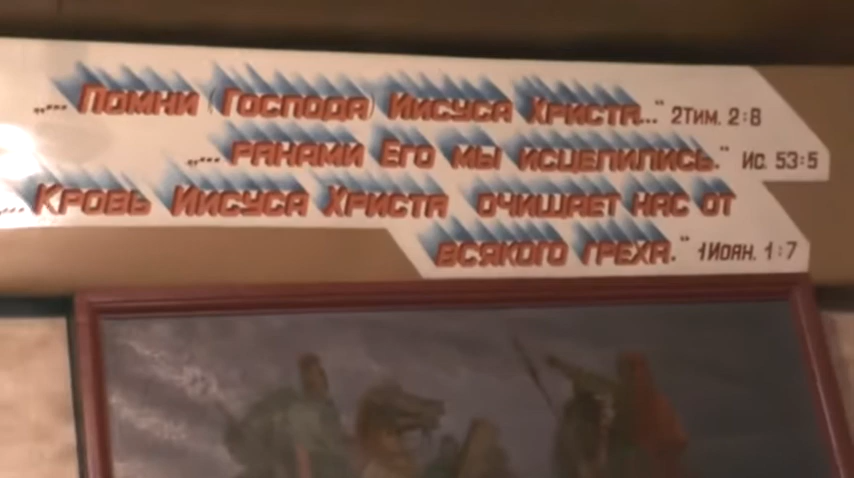 „... Помни (Господа) Иисуса Христа..." 2Тим. 2:8
„... ранами Его мы исцелились." Ис. 53:5
„... Кровь Иисуса Христа очищает нас от
всякого греха." 1Иоан. 1:7